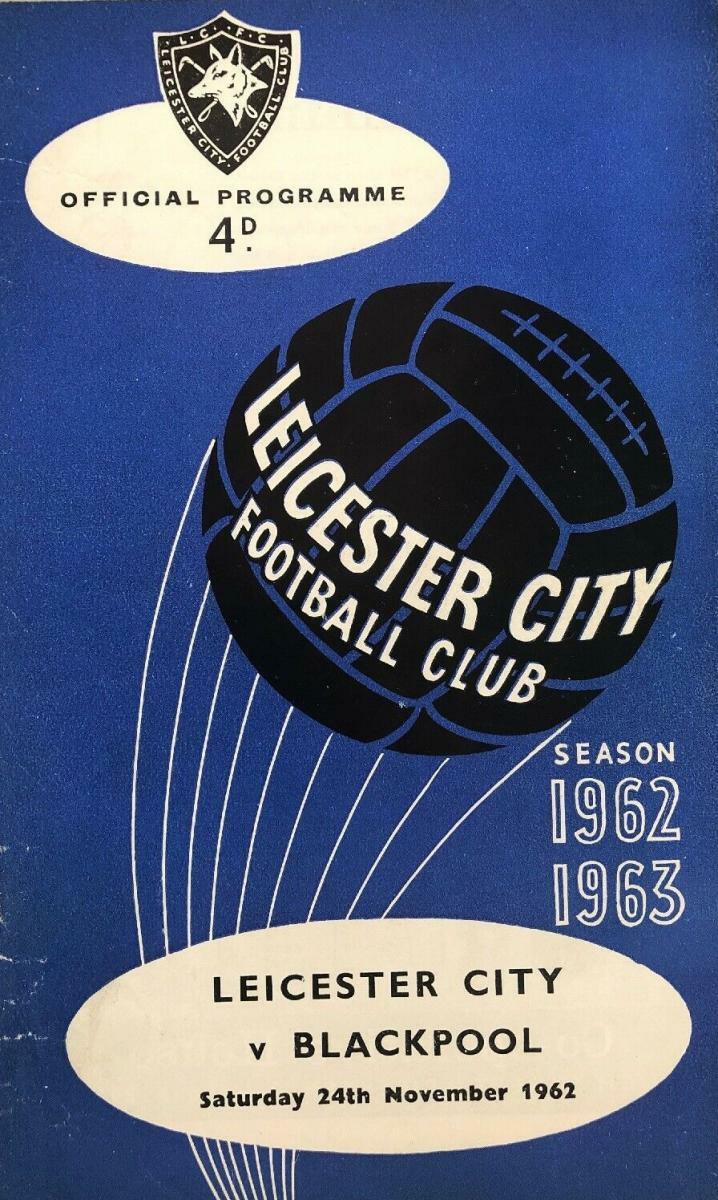 L.C.F.C.
LEICESTER CITY FOOTBALL CLUB
OFFICIAL PROGRAMME
4D.
LEICESTER CITY
FOOTBALL CLUB
SEASON
1962
1963
LEICESTER CITY
v BLACKPOOL
Saturday 24th November 1962